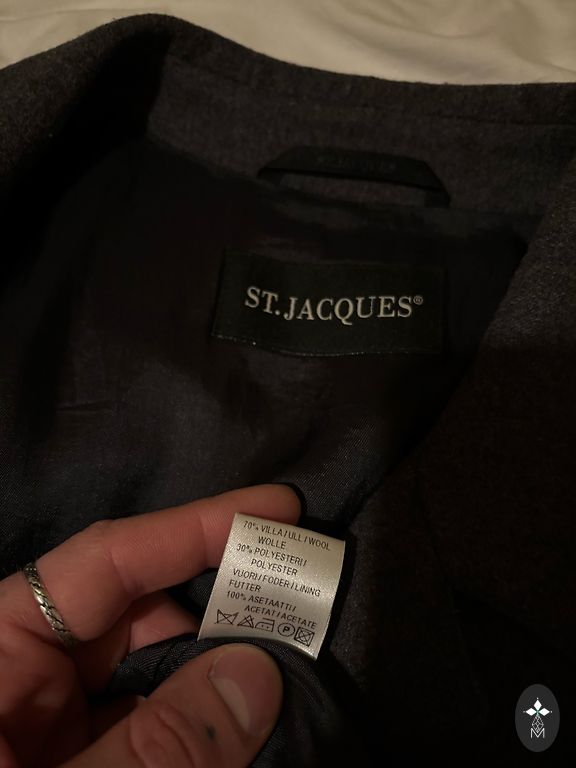 ST.JACQUES®
70% VILLA/ULL/WOOL
WOLLE
30% POLYESTERI/
POLYESTER
VUORI/FODER/LINING
FUTTER
100% ASETAATTI/
ACETAT/ACETATE
P